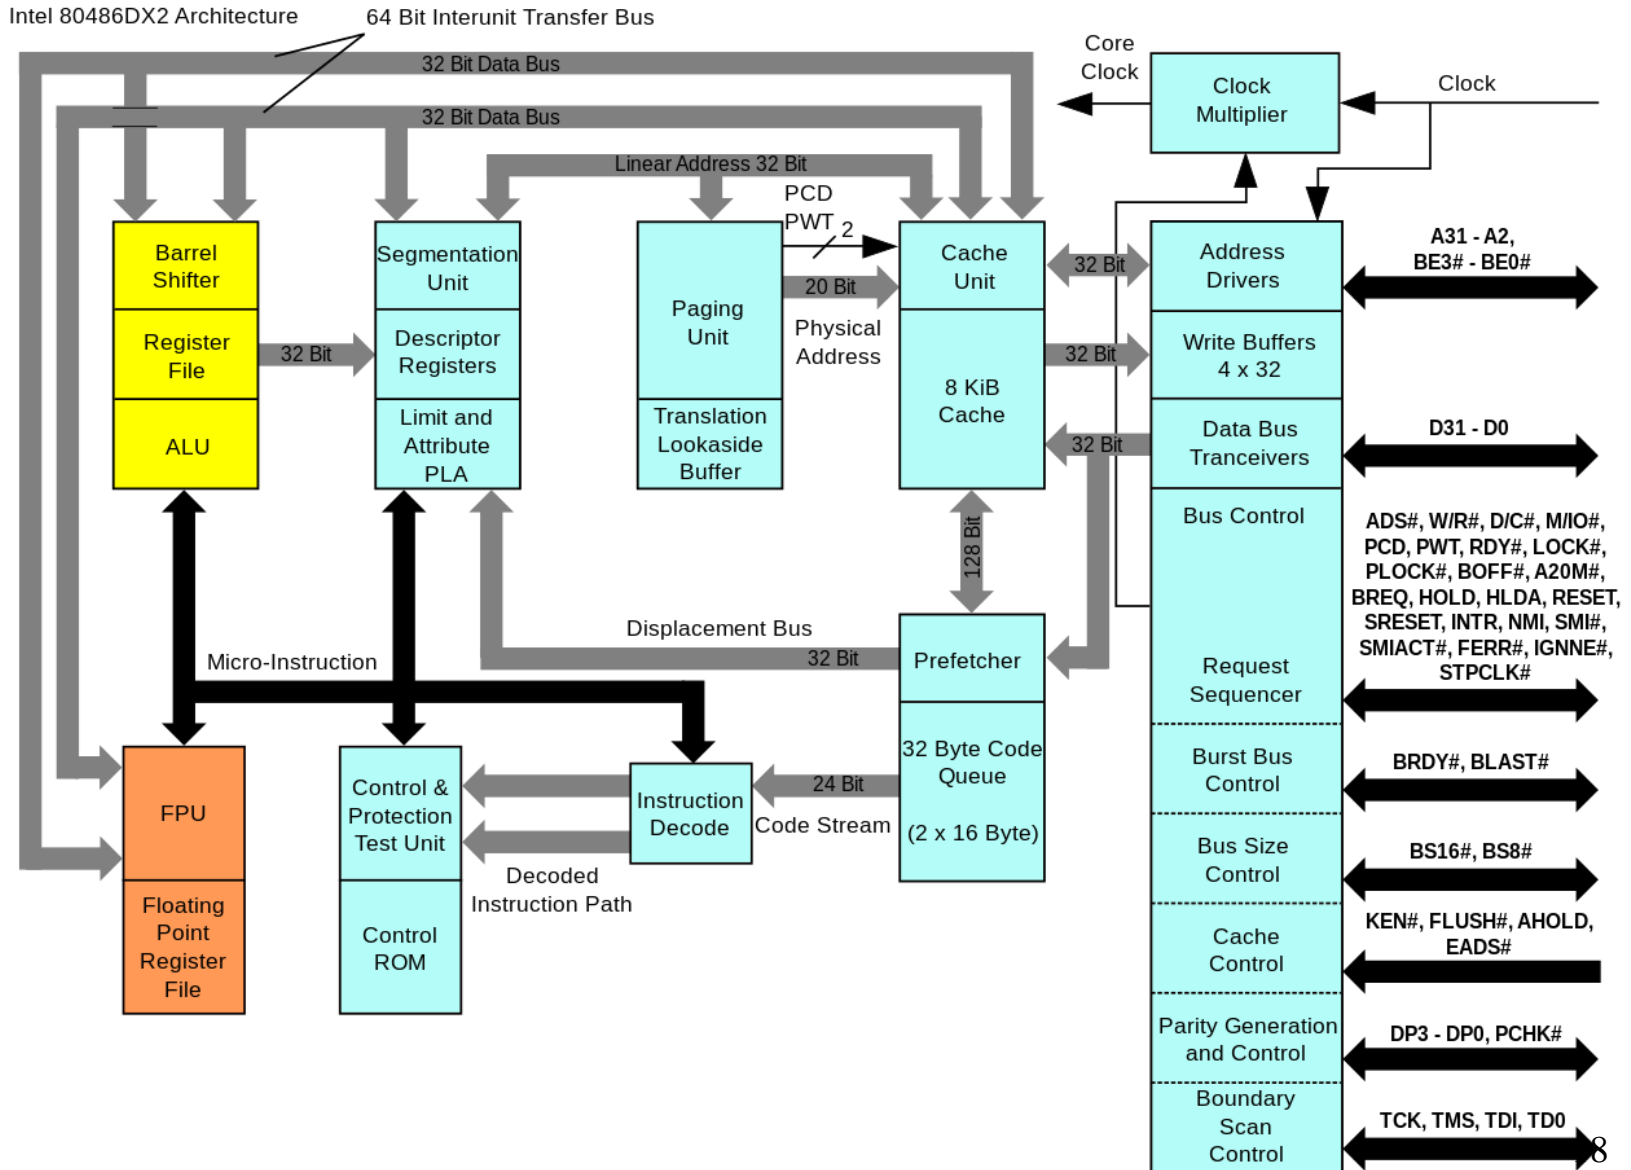 Intel 80486DX2 Architecture
64 Bit Interunit Transfer Bus
32 Bit Data Bus
32 Bit Data Bus
Linear Address 32 Bit
PCD
PWT
2
Core
Clock
Clock
Multiplier
Clock
Barrel
Shifter
Register
File
ALU
32 Bit
Segmentation
Unit
Descriptor
Registers
Limit and
Attribute
PLA
Paging
Unit
Translation
Lookaside
Buffer
20 Bit
Physical
Address
Cache
Unit
8 KiB
Cache
32 Bit
32 Bit
32 Bit
128 Bit
Address
Drivers
Write Buffers
4 x 32
Data Bus
Tranceivers
Bus Control
Request
Sequencer
Burst Bus
Control
Bus Size
Control
Cache
Control
Parity Generation
and Control
Boundary
Scan
Control
A31 - A2,
BE3# - BE0#
D31 - D0
ADS#, W/R#, D/C#, M/IO#,
PCD, PWT, RDY#, LOCK#,
PLOCK#, BOFF#, A20M#,
BREQ, HOLD, HLDA, RESET,
SRESET, INTR, NMI, SMI#,
SMIACT#, FERR#, IGNNE#,
STPCLK#
BRDY#, BLAST#
BS16#, BS8#
KEN#, FLUSH#, AHOLD,
EADS#
DP3 - DP0, PCHK#
TCK, TMS, TDI, TD0
Displacement Bus
32 Bit
Micro-Instruction
Prefetcher
32 Byte Code
Queue
(2 x 16 Byte)
24 Bit
Code Stream
Instruction
Decode
Decoded
Instruction Path
Control &
Protection
Test Unit
Control
ROM
FPU
Floating
Point
Register
File
8